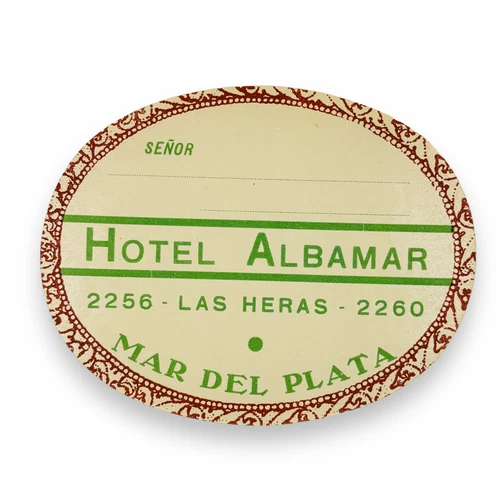 SEÑOR
HOTEL ALBAMAR
2256 - LAS HERAS - 2260
MAR DEL PLATA